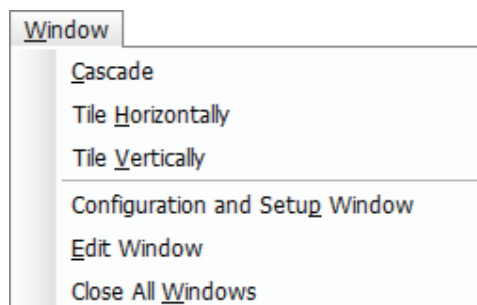 Window
Cascade
Tile Horizontally
Tile Vertically
Configuration and Setup Window
Edit Window
Close All Windows